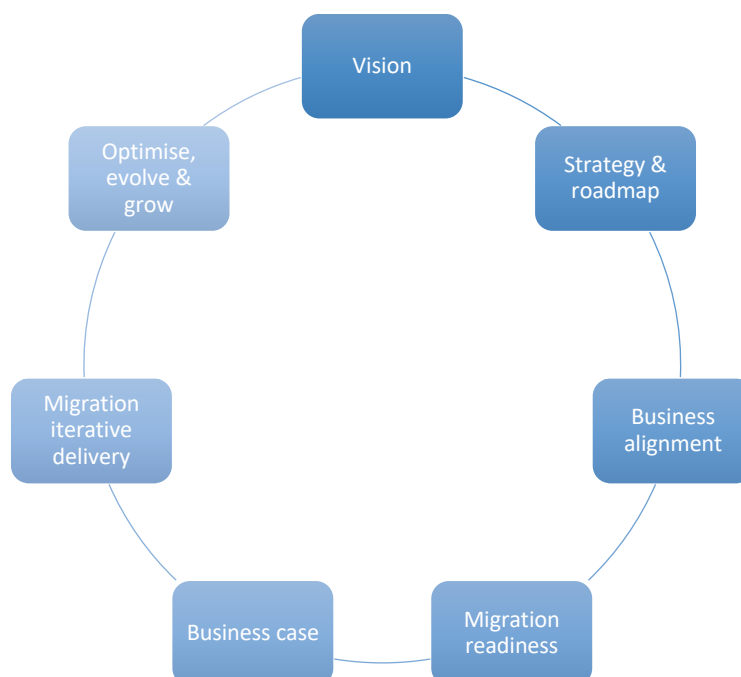 Vision
Strategy &
roadmap
Business
alignment
Migration
readiness
Business case
Migration
iterative
delivery
Optimise,
evolve &
grow